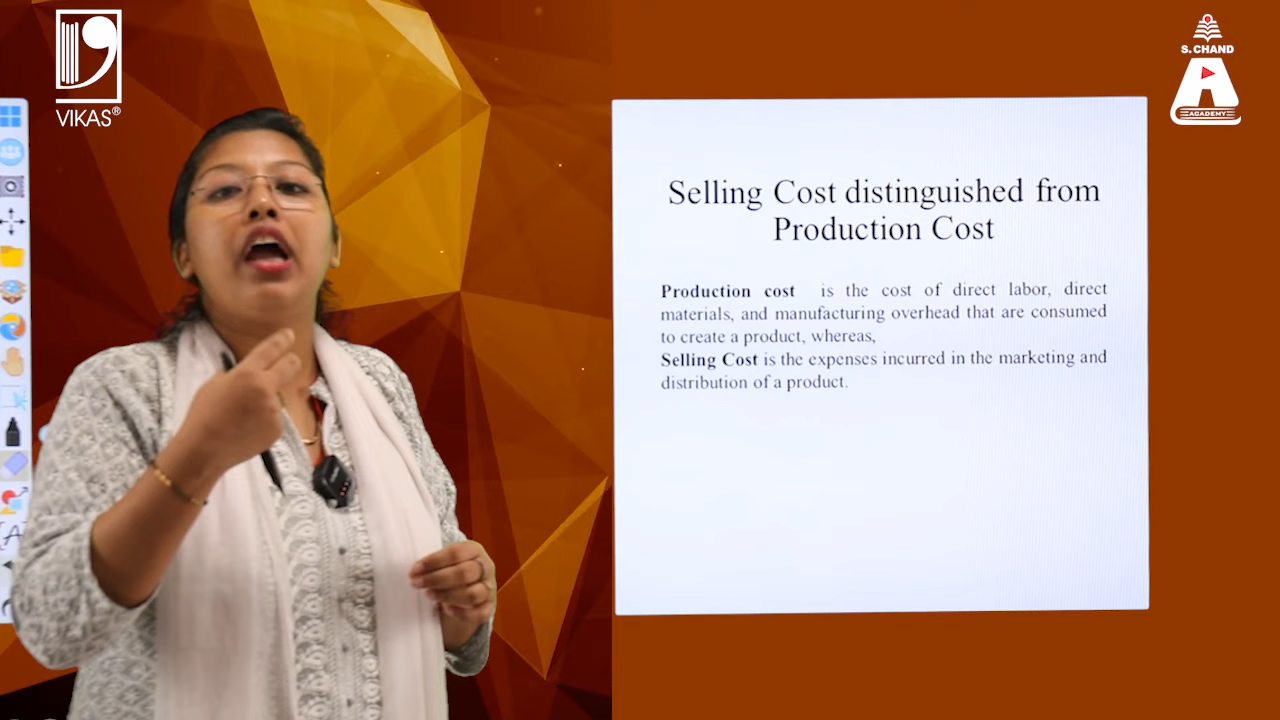 VIKAS®
S. CHAND
ACADEMY
Selling Cost distinguished from
Production Cost
Production cost is the cost of direct labor, direct
materials, and manufacturing overhead that are consumed
to create a product, whereas,
Selling Cost is the expenses incurred in the marketing and
distribution of a product.